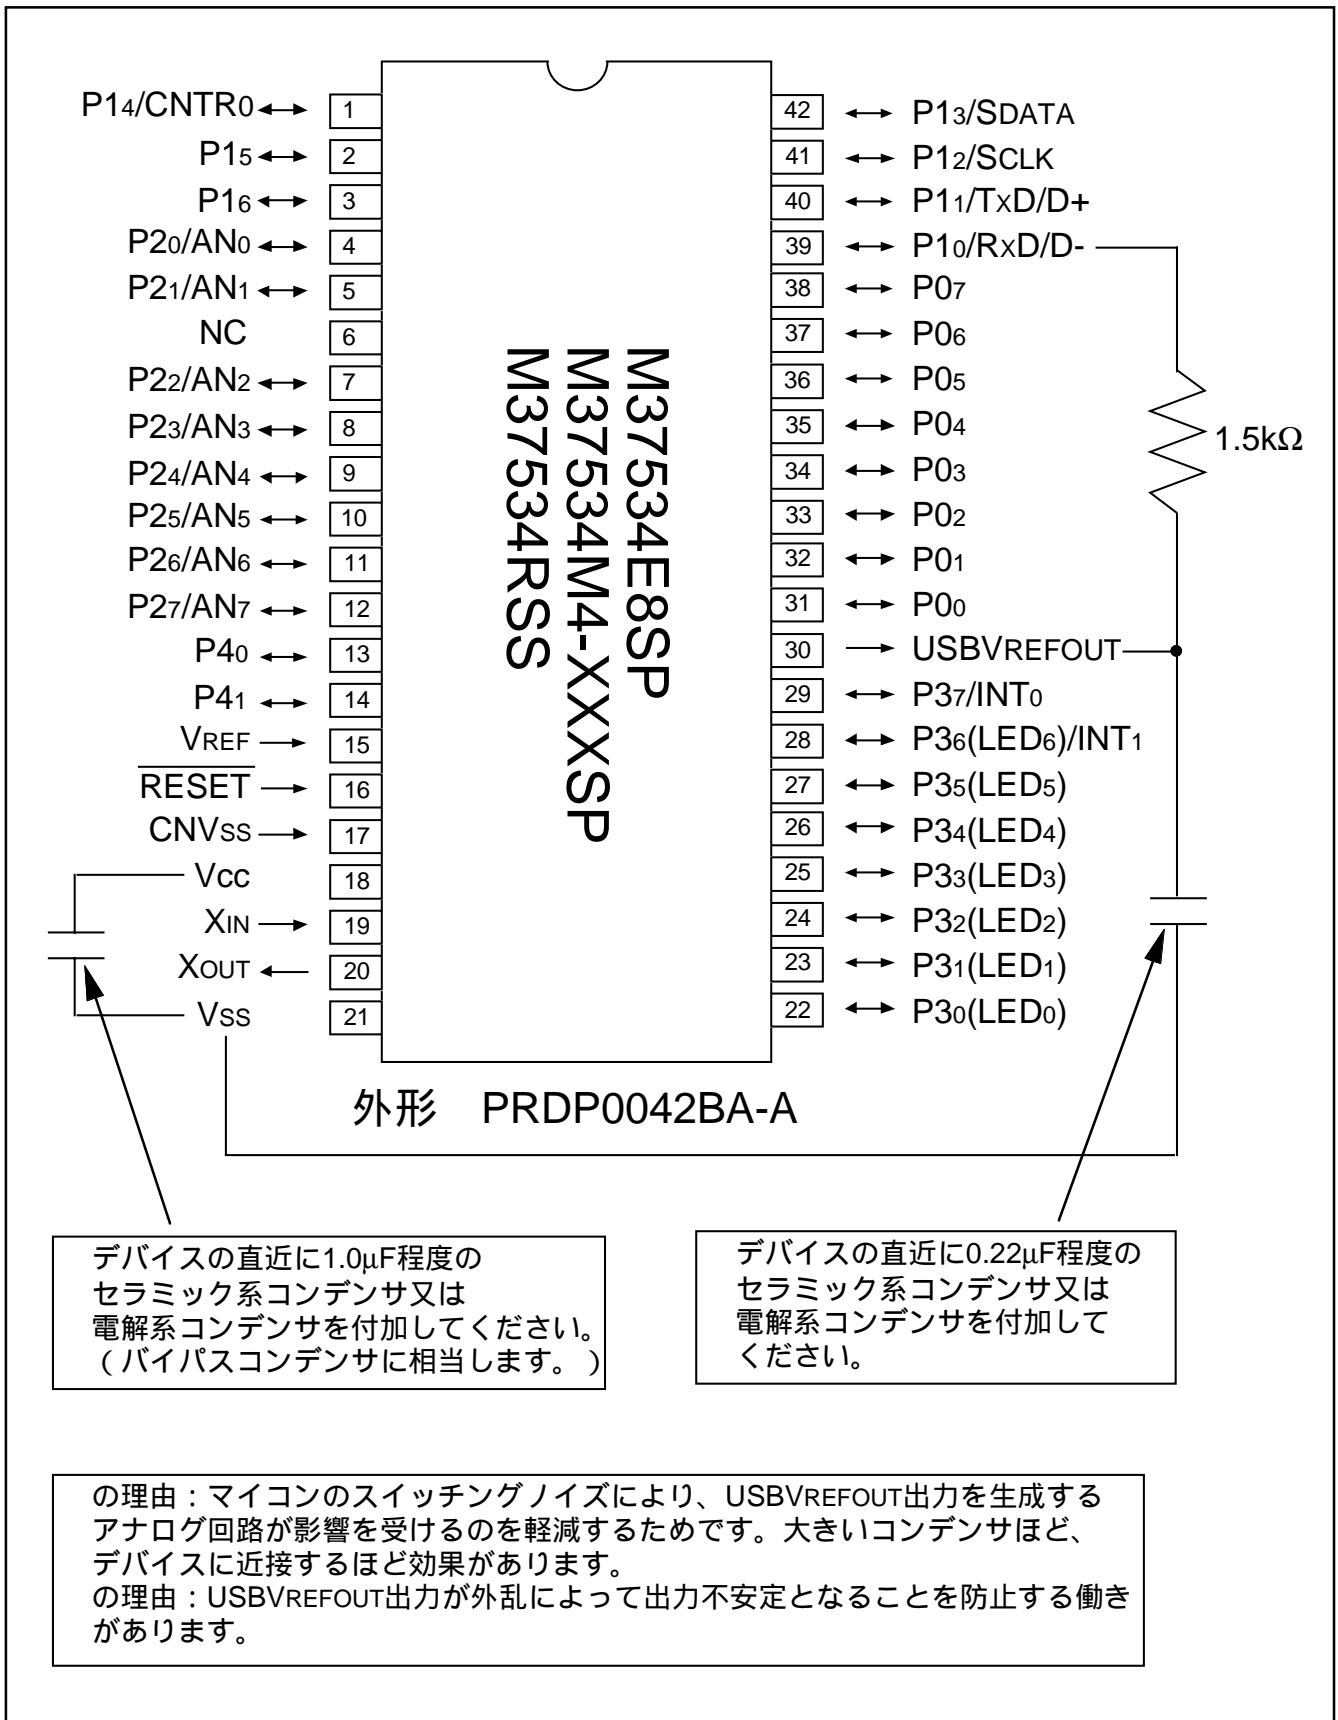 P14/CNTR0 1
P15 2
P16 3
P20/AN0 4
P21/AN1 5
NC 6
P22/AN2 7
P23/AN3 8
P24/AN4 9
P25/AN5 10
P26/AN6 11
P27/AN7 12
P40 13
P41 14
VREF 15
RESET 16
CNVSS 17
Vcc 18
XIN 19
XOUT 20
VSS 21
M37534E8SP
M37534M4-XXXSP
M37534RSS
42 P13/SDATA
41 P12/SCLK
40 P11/TxD/D+
39 P10/RxD/D-
38 P07
37 P06
36 P05
35 P04
34 P03
33 P02
32 P01
31 P00
30 USBVREFOUT
29 P37/INT0
28 P36(LED6)/INT1
27 P35(LED5)
26 P34(LED4)
25 P33(LED3)
24 P32(LED2)
23 P31(LED1)
22 P30(LED0)
1.5kΩ
外形 PRDP0042BA-A
デバイスの直近に1.0μF程度の
セラミック系コンデンサ又は
電解系コンデンサを付加してください。
(バイパスコンデンサに相当します。)
デバイスの直近に0.22μF程度の
セラミック系コンデンサ又は
電解系コンデンサを付加して
ください。
の理由：マイコンのスイッチングノイズにより、USBVREFOUT出力を生成する
アナログ回路が影響を受けるのを軽減するためです。大きいコンデンサほど、
デバイスに近接するほど効果があります。
の理由：USBVREFOUT出力が外乱によって出力不安定となることを防止する働き
があります。